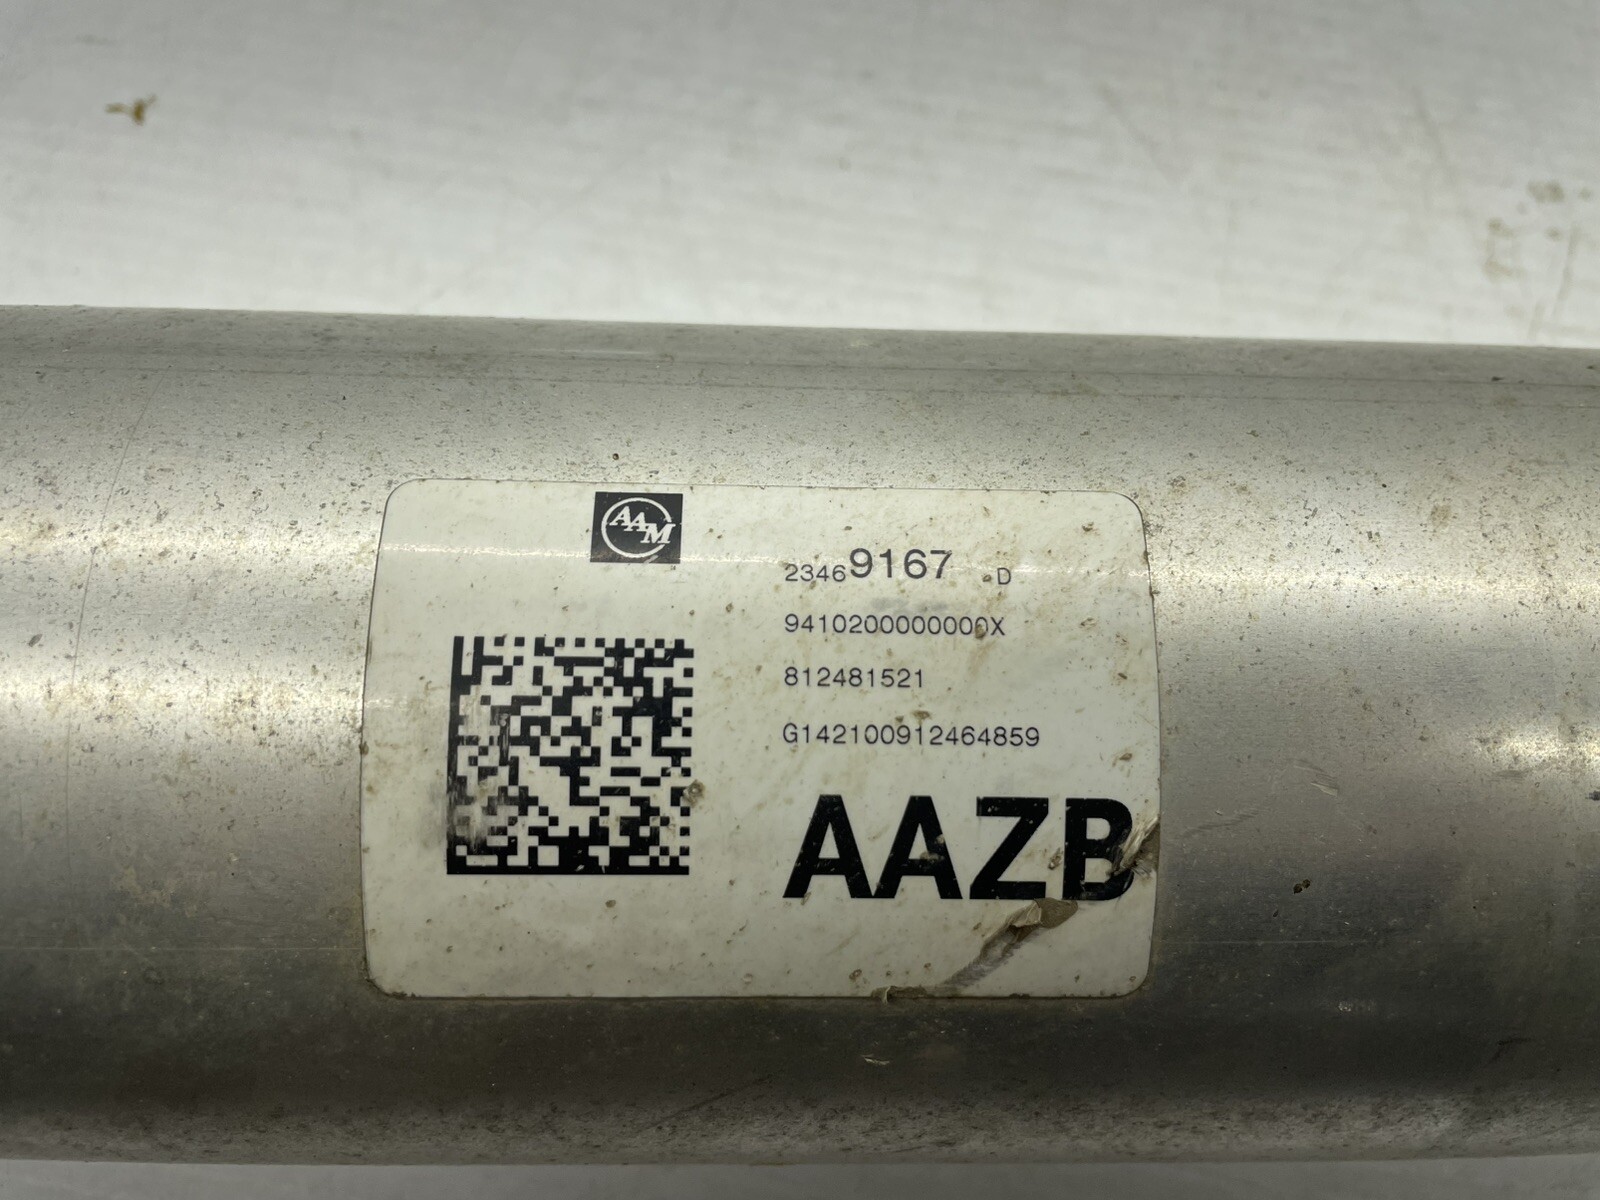 AAM
23469167 D
9410200000000X
812481521
G142100912464859
AAZB